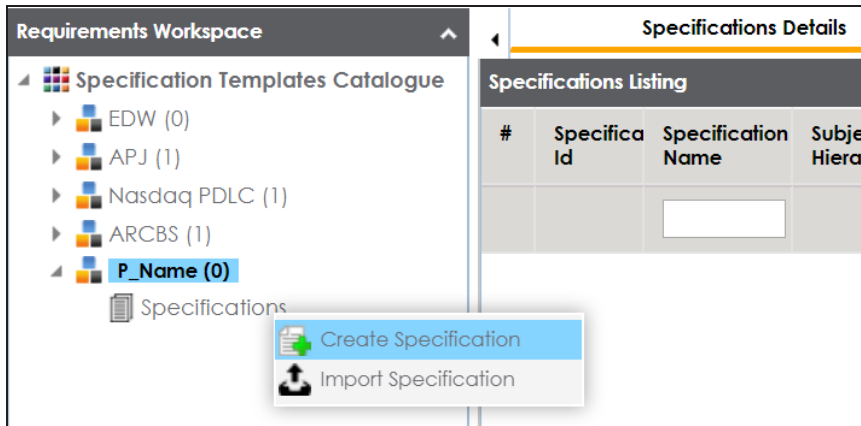 Requirements Workspace
Specification Templates Catalogue
EDW (0)
APJ (1)
Nasdaq PDLC (1)
ARCBS (1)
P_Name (0)
Specifications
Create Specification
Import Specification
Specifications Details
Specifications Listing
# Specifica Specification Subje
Id Name Hiera